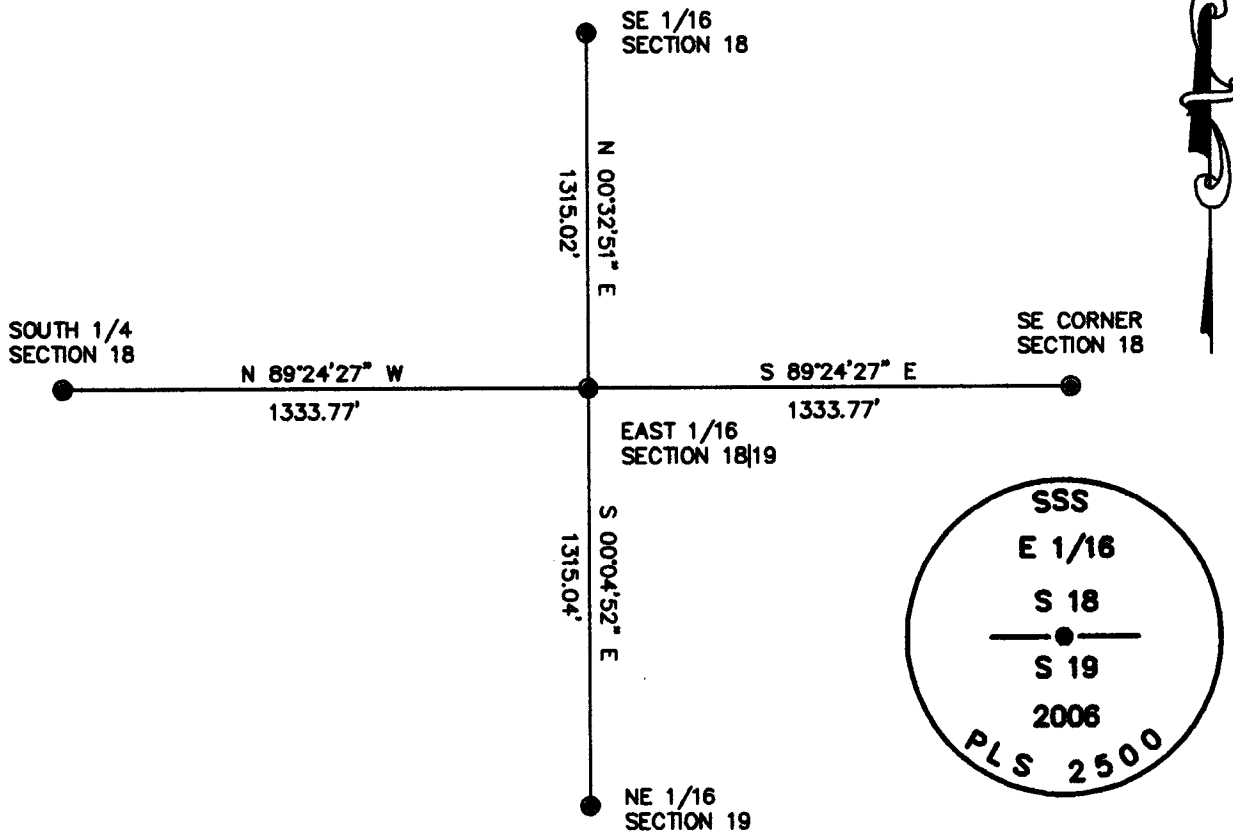 SE 1/16
SECTION 18
N 00°32'51" E
1315.02'
SOUTH 1/4
SECTION 18
N 89°24'27" W
1333.77'
S 89°24'27" E
1333.77'
SE CORNER
SECTION 18
EAST 1/16
SECTION 18|19
S 00°04'52" E
1315.04'
NE 1/16
SECTION 19
SSS
E 1/16
S 18
S 19
2006
PLS 2500